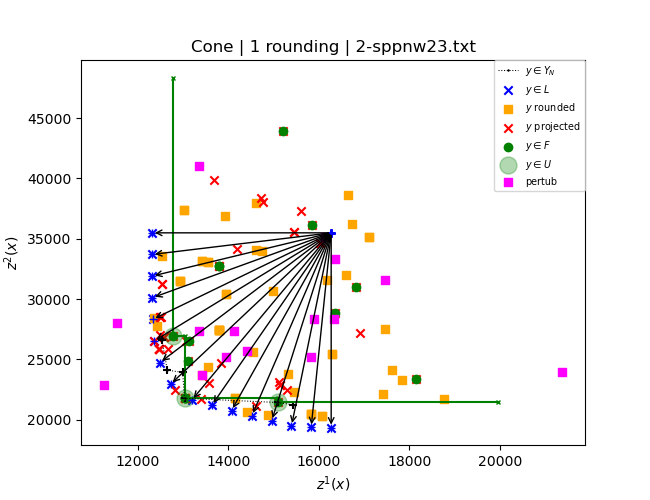 Cone | 1 rounding | 2-sppnw23.txt
y ∈ Y_N
y ∈ L
y rounded
y projected
y ∈ F
y ∈ U
pertub
45000
40000
35000
30000
25000
20000
z²(x)
12000 14000 16000 18000 20000
z¹(x)